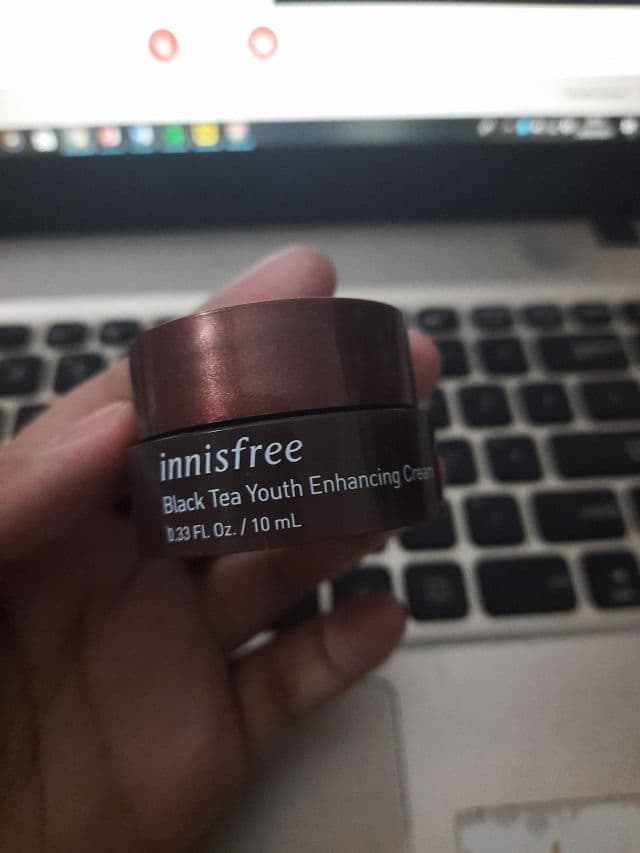 innisfree
Black Tea Youth Enhancing Cream
0.33 FL Oz. / 10 mL